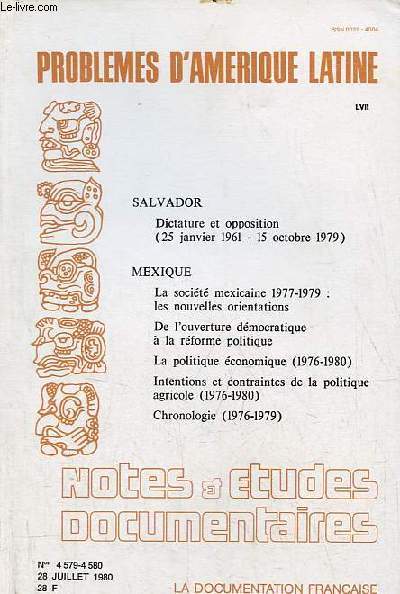 © Le-Livre.com
PROBLEMES D'AMERIQUE LATINE
LVII
SALVADOR
Dictature et opposition
(25 janvier 1961 - 15 octobre 1979)
MEXIQUE
La société mexicaine 1977-1979 :
les nouvelles orientations
De l'ouverture démocratique
à la réforme politique
La politique économique (1976-1980)
Intentions et contraintes de la politique
agricole (1976-1980)
Chronologie (1976-1979)
Notes & Etudes
Documentaires
Nos 4 579-4 580
28 JUILLET 1980
28 F
LA DOCUMENTATION FRANCAISE